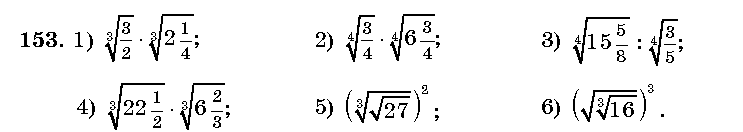 153. 1) \sqrt[3]{\frac{3}{2}} \cdot \sqrt[3]{2\frac{1}{4}}; 2) \sqrt[4]{\frac{3}{4}} \cdot \sqrt[4]{6\frac{3}{4}}; 3) \sqrt[4]{15\frac{5}{8}} : \sqrt[4]{\frac{3}{5}};
4) \sqrt[3]{22\frac{1}{2}} \cdot \sqrt[3]{6\frac{2}{3}}; 5) \left(\sqrt[3]{\sqrt{27}}\right)^2; 6) \left(\sqrt{\sqrt[3]{16}}\right)^3.